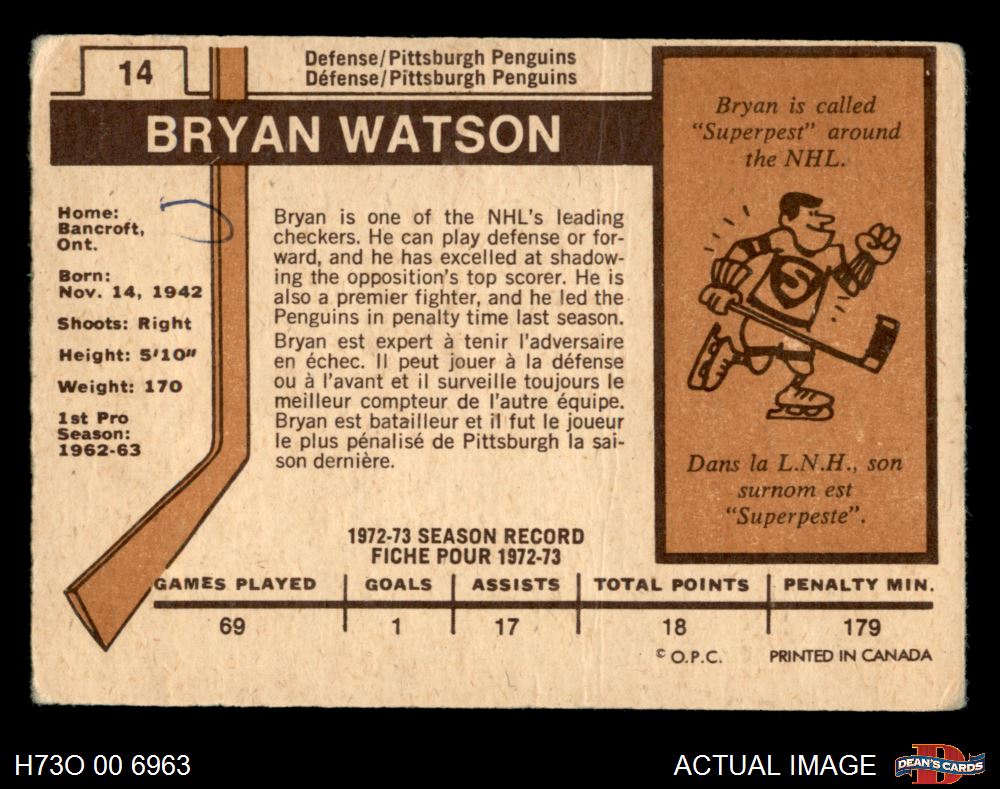 14
Defense/Pittsburgh Penguins
Défense/Pittsburgh Penguins
BRYAN WATSON
Home:
Bancroft,
Ont.
Born:
Nov. 14, 1942
Shoots: Right
Height: 5'10"
Weight: 170
1st Pro
Season:
1962-63
Bryan is one of the NHL's leading
checkers. He can play defense or for-
ward, and he has excelled at shadow-
ing the opposition's top scorer. He is
also a premier fighter, and he led the
Penguins in penalty time last season.
Bryan est expert à tenir l'adversaire
en échec. Il peut jouer à la défense
ou à l'avant et il surveille toujours le
meilleur compteur de l'autre équipe.
Bryan est batailleur et il fut le joueur
le plus pénalisé de Pittsburgh la sai-
son dernière.
Bryan is called
"Superpest" around
the NHL.
S
Dans la L.N.H., son
surnom est
"Superpeste".
1972-73 SEASON RECORD
FICHE POUR 1972-73
GAMES PLAYED GOALS ASSISTS TOTAL POINTS PENALTY MIN.
69 1 17 18 179
© O.P.C. PRINTED IN CANADA
H73O 00 6963
ACTUAL IMAGE
DEAN'S CARDS